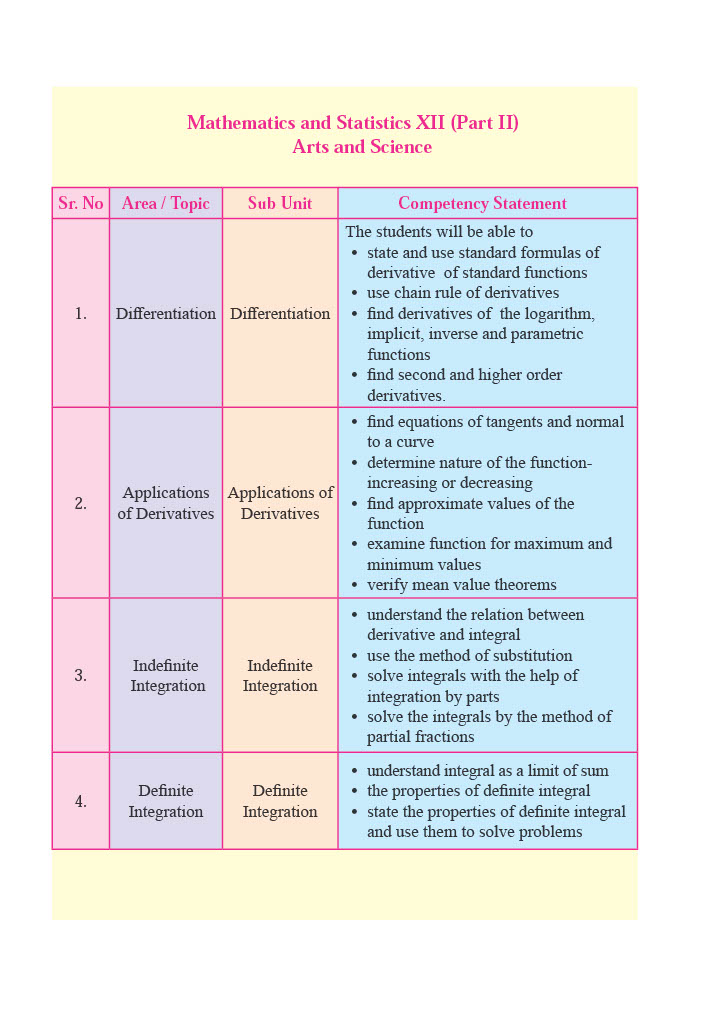 Mathematics and Statistics XII (Part II)
Arts and Science
Sr. No Area / Topic Sub Unit Competency Statement
1.
Differentiation
Differentiation
The students will be able to
• state and use standard formulas of
derivative of standard functions
• use chain rule of derivatives
• find derivatives of the logarithm,
implicit, inverse and parametric
functions
• find second and higher order
derivatives.
2.
Applications
of Derivatives
Applications of
Derivatives
• find equations of tangents and normal
to a curve
• determine nature of the function-
increasing or decreasing
• find approximate values of the
function
• examine function for maximum and
minimum values
• verify mean value theorems
3.
Indefinite
Integration
Indefinite
Integration
• understand the relation between
derivative and integral
• use the method of substitution
• solve integrals with the help of
integration by parts
• solve the integrals by the method of
partial fractions
4.
Definite
Integration
Definite
Integration
• understand integral as a limit of sum
• the properties of definite integral
• state the properties of definite integral
and use them to solve problems